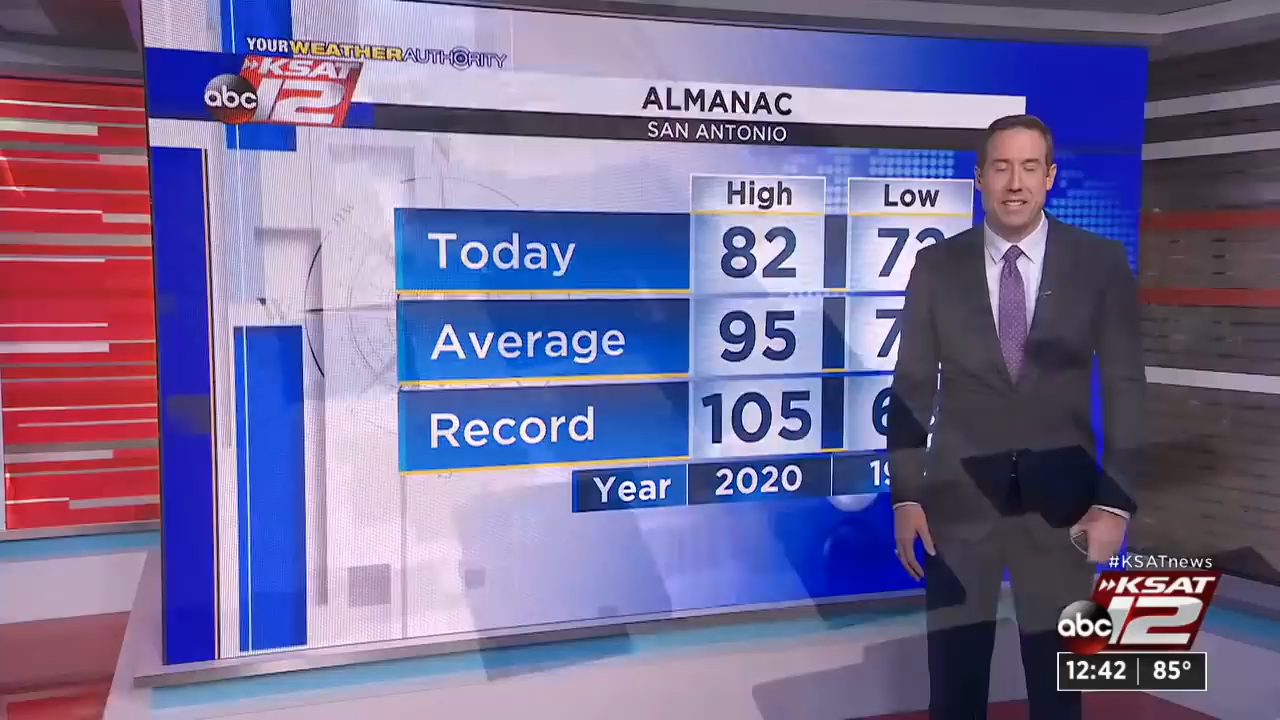 YOUR WEATHER AUTHORITY
KSAT
abc 12
ALMANAC
SAN ANTONIO
High Low
Today 82
Average 95
Record 105
Year 2020
#KSATnews
KSAT
abc 12
12:42 85°